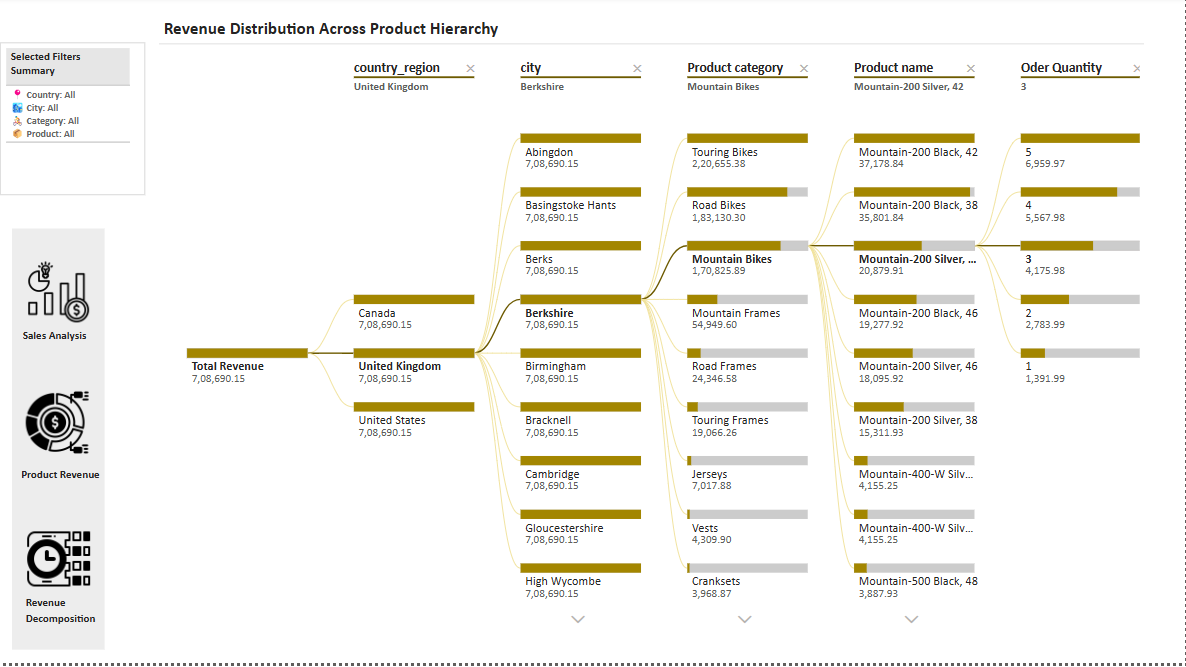 Revenue Distribution Across Product Hierarchy
Selected Filters
Summary
Country: All
City: All
Category: All
Product: All
Sales Analysis
Product Revenue
Revenue
Decomposition
Total Revenue
7,08,690.15
country_region
United Kingdom
Canada
7,08,690.15
United Kingdom
7,08,690.15
United States
7,08,690.15
city
Berkshire
Abingdon
7,08,690.15
Basingstoke Hants
7,08,690.15
Berks
7,08,690.15
Berkshire
7,08,690.15
Birmingham
7,08,690.15
Bracknell
7,08,690.15
Cambridge
7,08,690.15
Gloucestershire
7,08,690.15
High Wycombe
7,08,690.15
Product category
Mountain Bikes
Touring Bikes
2,20,655.38
Road Bikes
1,83,130.30
Mountain Bikes
1,70,825.89
Mountain Frames
54,949.60
Road Frames
24,346.58
Touring Frames
19,066.26
Jerseys
7,017.88
Vests
4,309.90
Cranksets
3,968.87
Product name
Mountain-200 Silver, 42
Mountain-200 Black, 42
37,178.84
Mountain-200 Black, 38
35,801.84
Mountain-200 Silver, ...
20,879.91
Mountain-200 Black, 46
19,277.92
Mountain-200 Silver, 46
18,095.92
Mountain-200 Silver, 38
15,311.93
Mountain-400-W Silv...
4,155.25
Mountain-400-W Silv...
4,155.25
Mountain-500 Black, 48
3,887.93
Oder Quantity
3
5
6,959.97
4
5,567.98
3
4,175.98
2
2,783.99
1
1,391.99